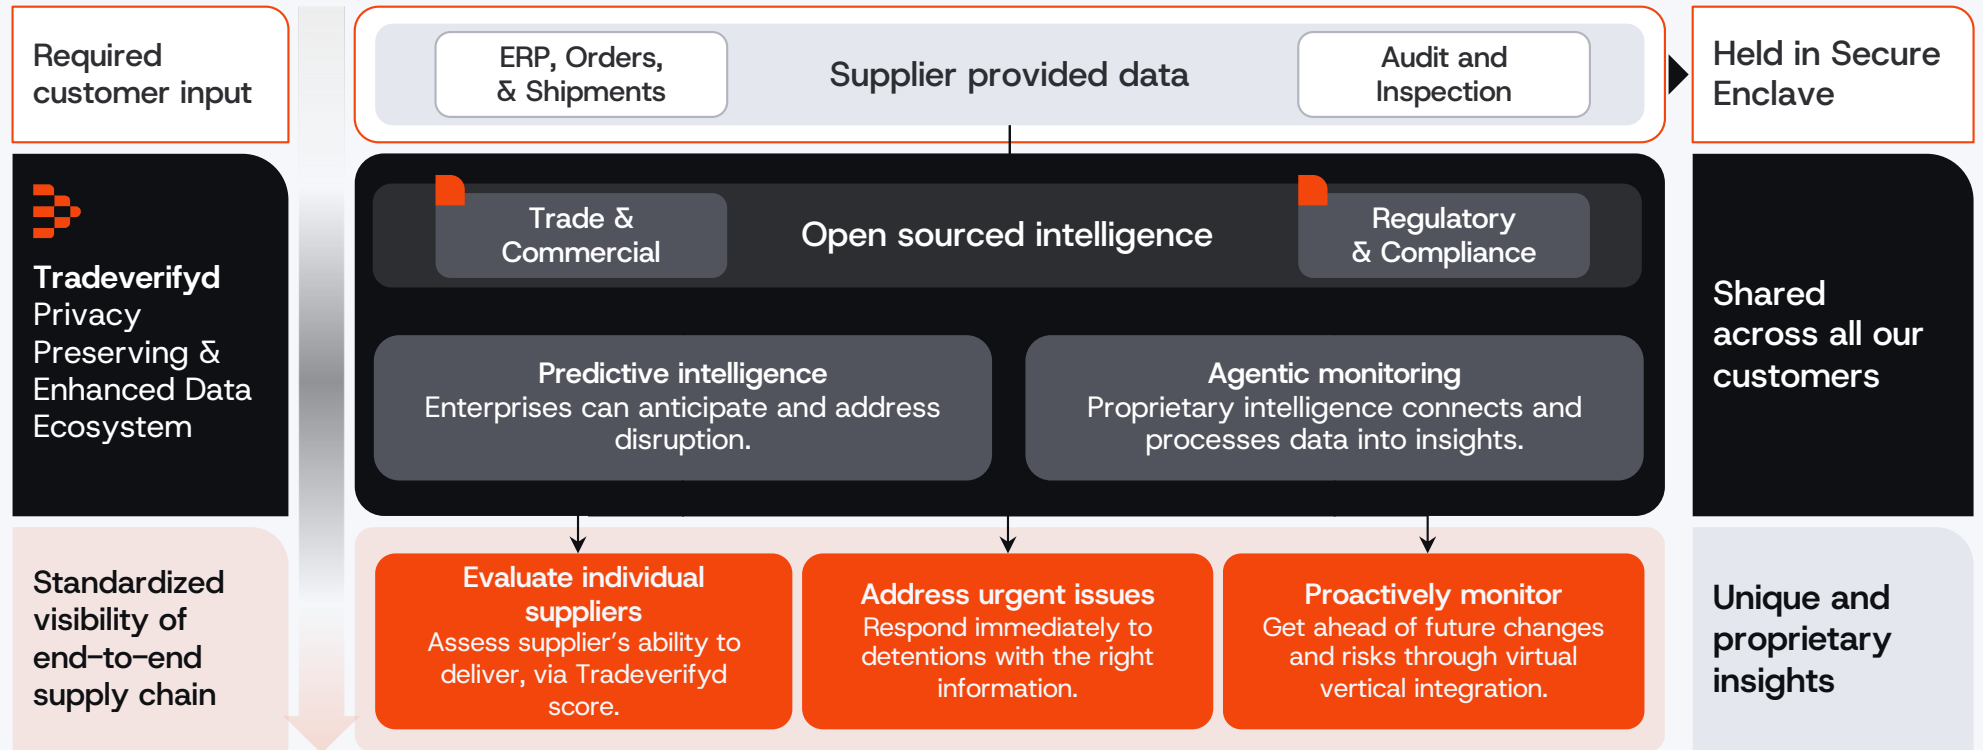 Required
customer input
ERP, Orders,
& Shipments
Supplier provided data
Audit and
Inspection
Held in Secure
Enclave
Tradeverifyd
Privacy
Preserving &
Enhanced Data
Ecosystem
Trade &
Commercial
Open sourced intelligence
Regulatory
& Compliance
Predictive intelligence
Enterprises can anticipate and address
disruption.
Agentic monitoring
Proprietary intelligence connects and
processes data into insights.
Shared
across all our
customers
Standardized
visibility of
end-to-end
supply chain
Evaluate individual
suppliers
Assess supplier's ability to
deliver, via Tradeverifyd
score.
Address urgent issues
Respond immediately to
detentions with the right
information.
Proactively monitor
Get ahead of future changes
and risks through virtual
vertical integration.
Unique and
proprietary
insights